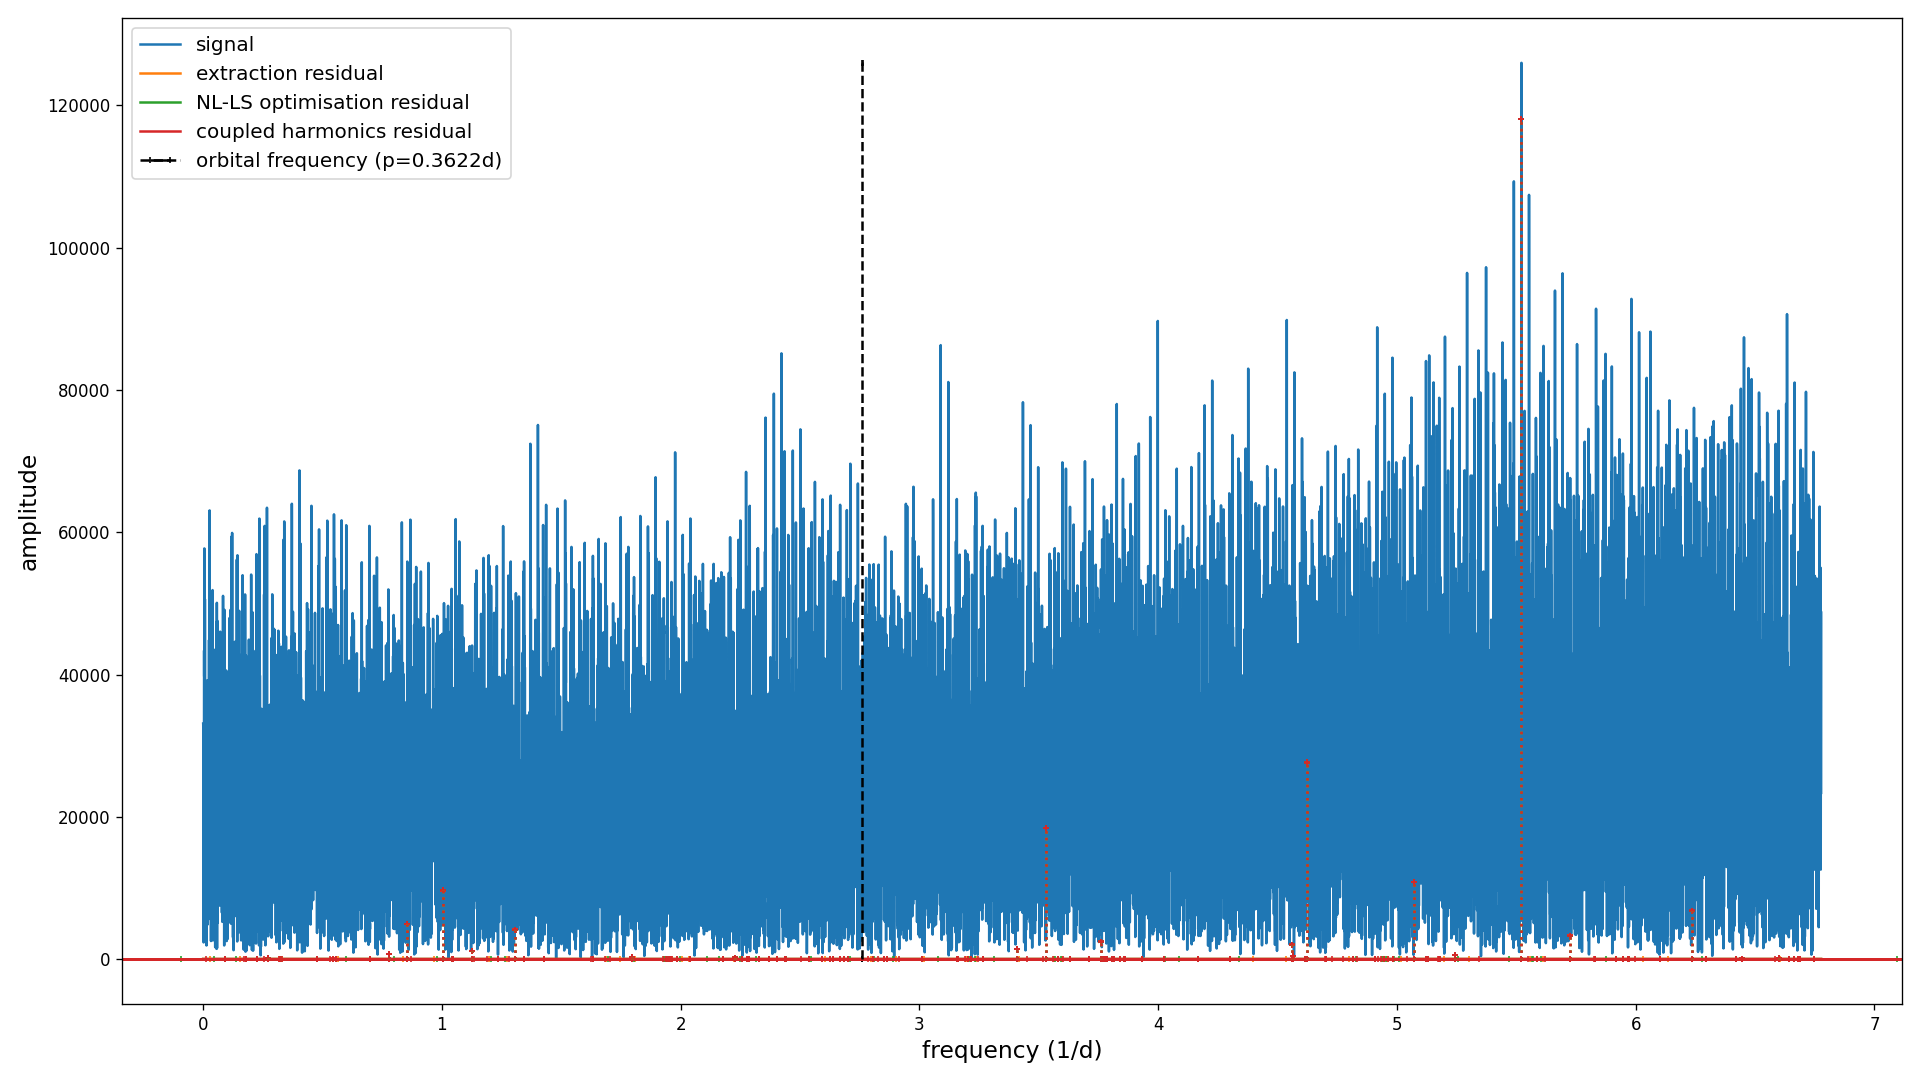 signal
extraction residual
NL-LS optimisation residual
coupled harmonics residual
orbital frequency (p=0.3622d)
120000
100000
80000
60000
40000
20000
0
amplitude
0 1 2 3 4 5 6 7
frequency (1/d)